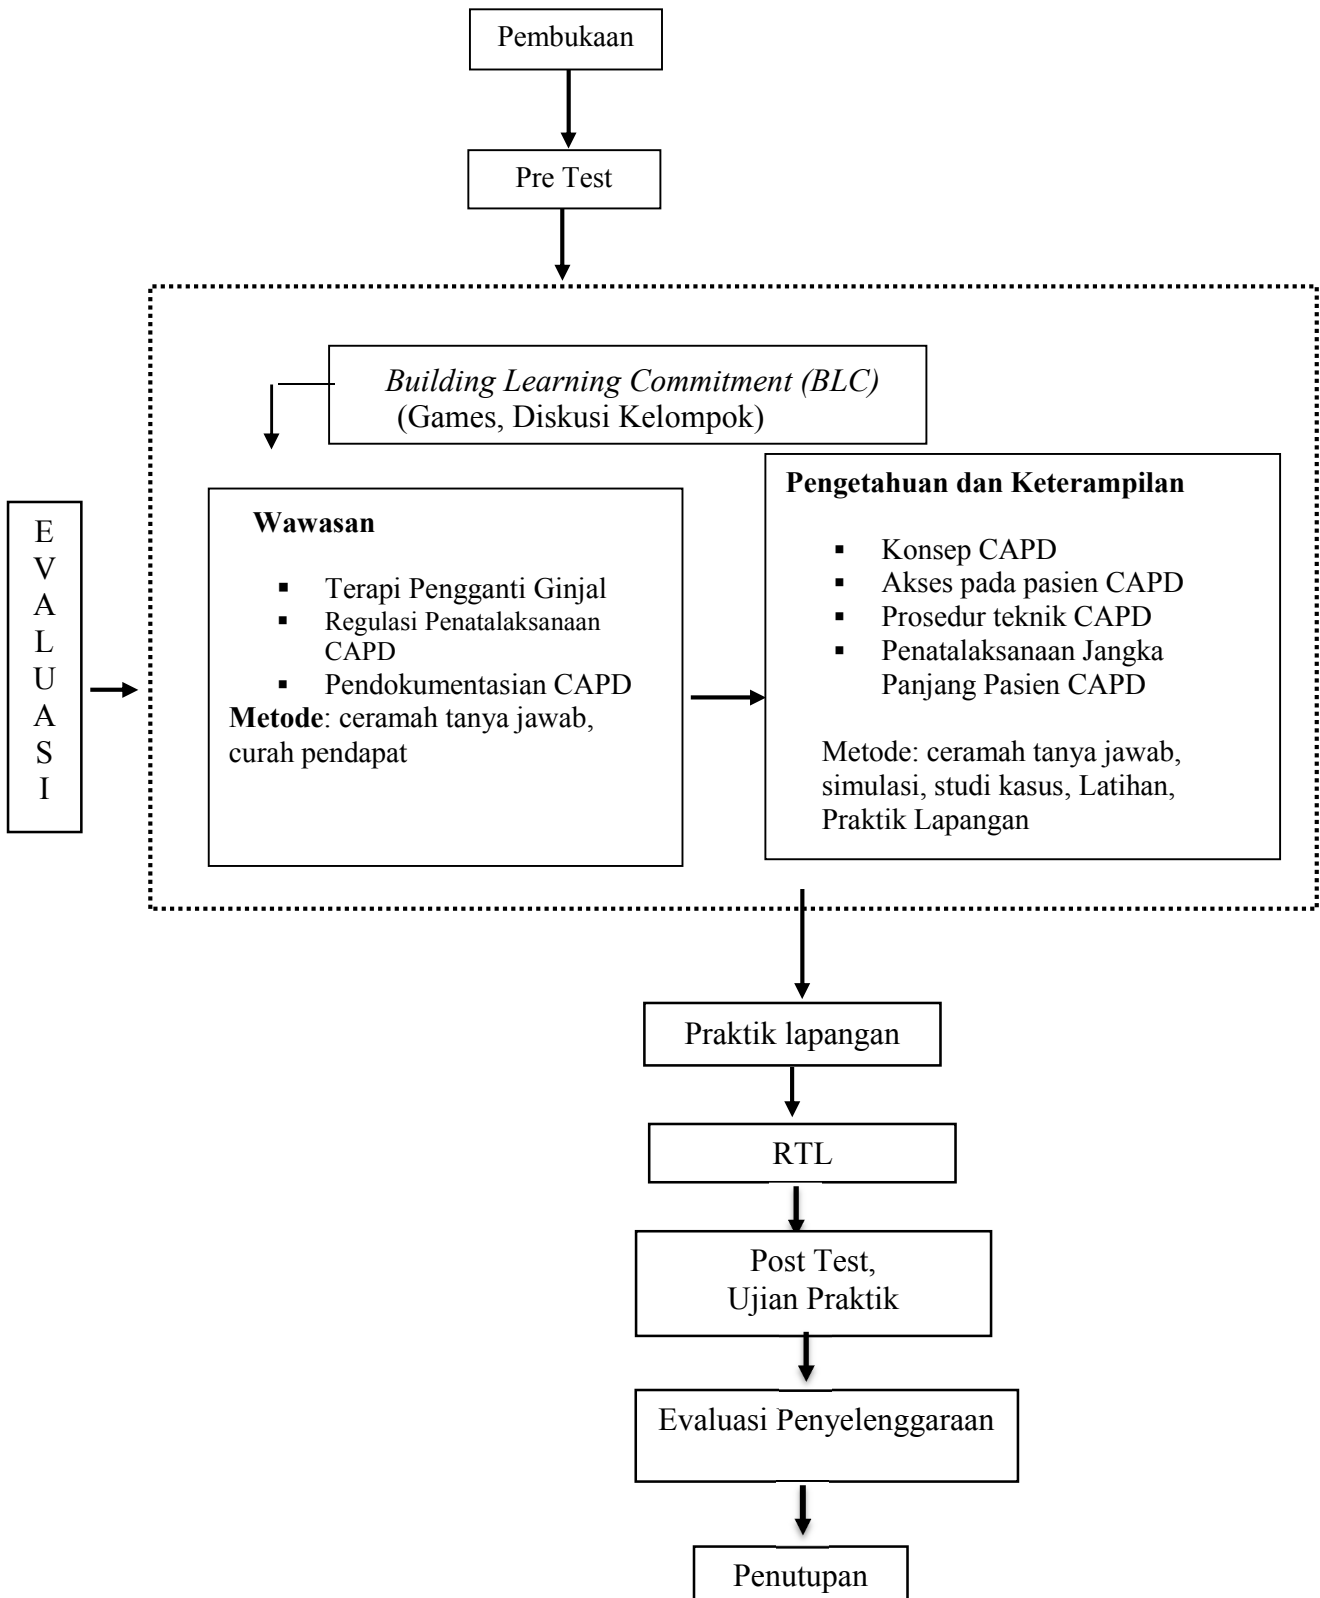 Pembukaan
Pre Test
Building Learning Commitment (BLC)
(Games, Diskusi Kelompok)
E
V
A
L
U
A
S
I
Wawasan
▪ Terapi Pengganti Ginjal
▪ Regulasi Penatalaksanaan
CAPD
▪ Pendokumentasian CAPD
Metode: ceramah tanya jawab,
curah pendapat
Pengetahuan dan Keterampilan
▪ Konsep CAPD
▪ Akses pada pasien CAPD
▪ Prosedur teknik CAPD
▪ Penatalaksanaan Jangka
Panjang Pasien CAPD
Metode: ceramah tanya jawab,
simulasi, studi kasus, Latihan,
Praktik Lapangan
Praktik lapangan
RTL
Post Test,
Ujian Praktik
Evaluasi Penyelenggaraan
Penutupan